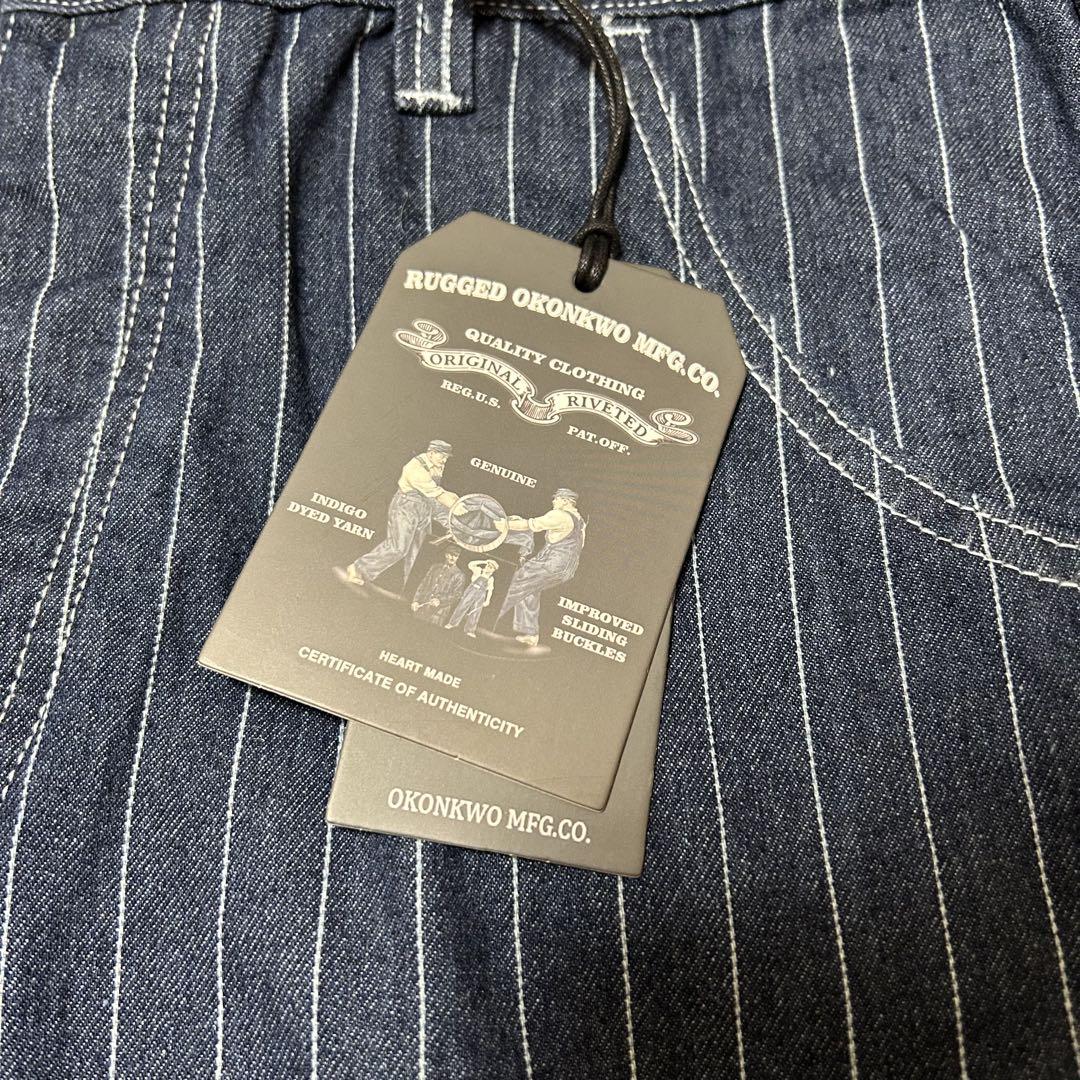 RUGGED OKONKWO MFG.CO.
QUALITY CLOTHING
ORIGINAL RIVETED
REG.U.S.
PAT.OFF.
GENUINE
INDIGO
DYED YARN
IMPROVED
SLIDING
BUCKLES
HEART MADE
CERTIFICATE OF AUTHENTICITY
OKONKWO MFG.CO.